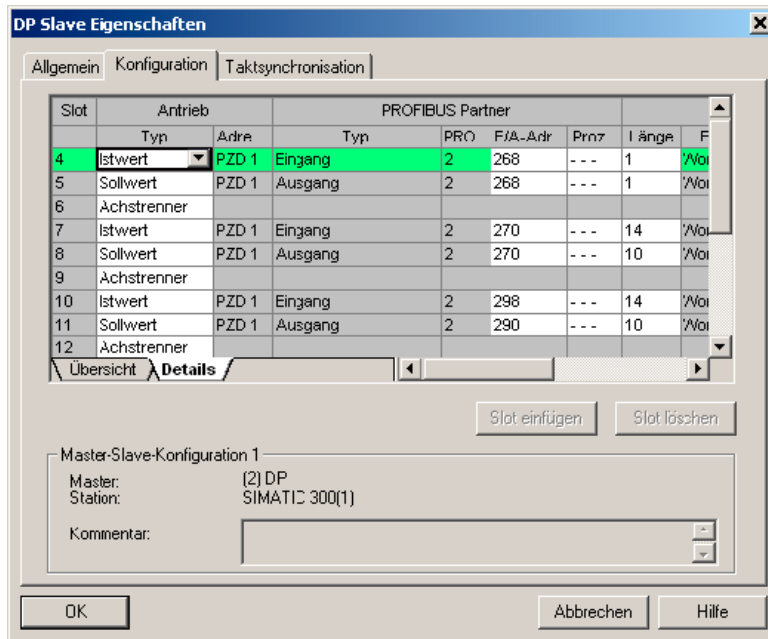 DP Slave Eigenschaften
Allgemein Konfiguration Taktsynchronisation
Slot Antrieb PROFIBUS Partner
Typ Adre Typ PRO E/A-Adr Proz Länge
4 Istwert PZD 1 Eingang 2 268 - - - 1
5 Sollwert PZD 1 Ausgang 2 268 - - - 1
6 Achstrenner
7 Istwert PZD 1 Eingang 2 270 - - - 14
8 Sollwert PZD 1 Ausgang 2 270 - - - 10
9 Achstrenner
10 Istwert PZD 1 Eingang 2 298 - - - 14
11 Sollwert PZD 1 Ausgang 2 290 - - - 10
12 Achstrenner
Übersicht Details
Slot einfügen Slot löschen
Master-Slave-Konfiguration 1
Master: (2) DP
Station: SIMATIC 300(1)
Kommentar:
OK Abbrechen Hilfe